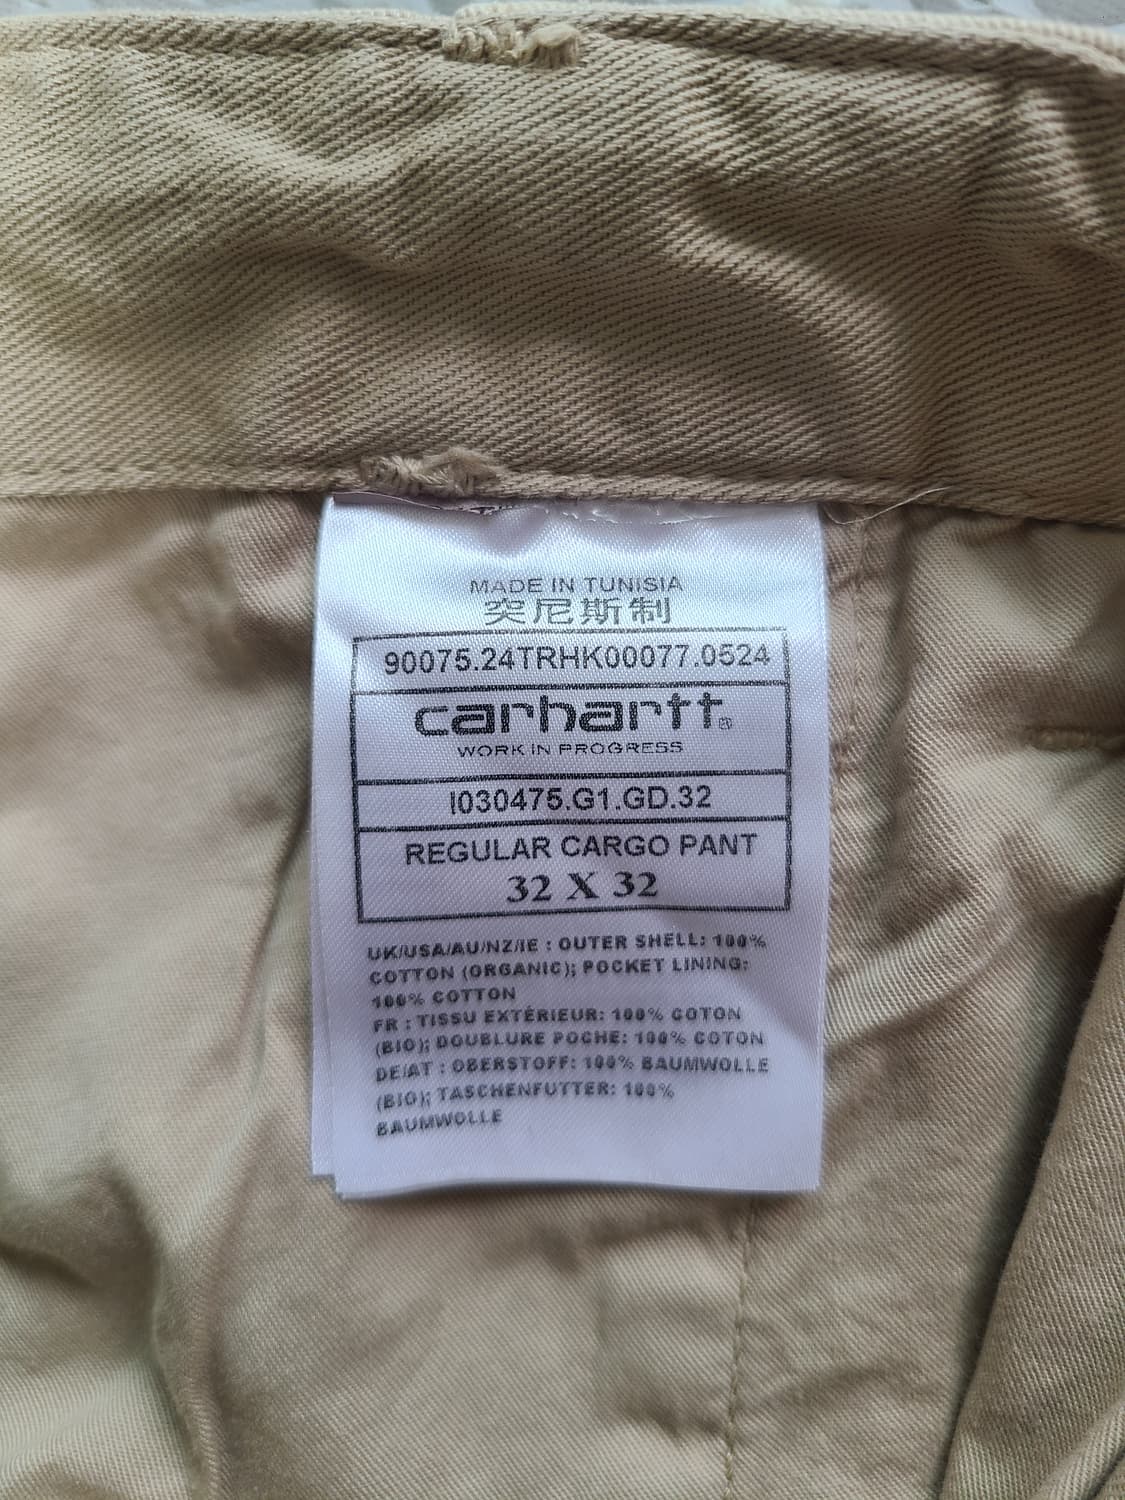 MADE IN TUNISIA
突尼斯制
90075.24TRHK00077.0524
carhartt®
WORK IN PROGRESS
I030475.G1.GD.32
REGULAR CARGO PANT
32 X 32
UK/USA/AU/NZ/IE : OUTER SHELL: 100%
COTTON (ORGANIC); POCKET LINING:
100% COTTON
FR : TISSU EXTÉRIEUR: 100% COTON
(BIO); DOUBLURE POCHE: 100% COTON
DE/AT : OBERSTOFF: 100% BAUMWOLLE
(BIO); TASCHENFUTTER: 100%
BAUMWOLLE